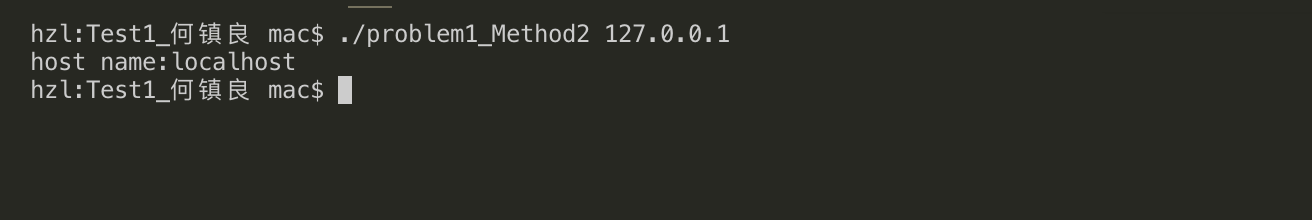 hzl:Test1_何镇良 mac$ ./problem1_Method2 127.0.0.1
host name:localhost
hzl:Test1_何镇良 mac$